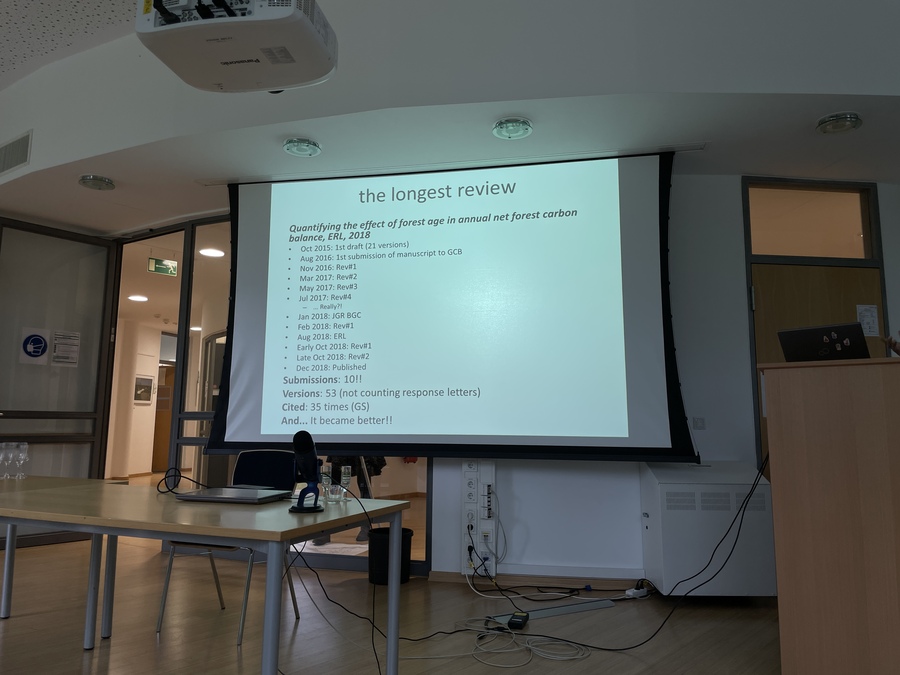 Panasonic
the longest review
Quantifying the effect of forest age in annual net forest carbon
balance, ERL, 2018
• Oct 2015: 1st draft (21 versions)
• Aug 2016: 1st submission of manuscript to GCB
• Nov 2016: Rev#1
• Mar 2017: Rev#2
• May 2017: Rev#3
• Jul 2017: Rev#4
– ... Really?!
• Jan 2018: JGR BGC
• Feb 2018: Rev#1
• Aug 2018: ERL
• Early Oct 2018: Rev#1
• Late Oct 2018: Rev#2
• Dec 2018: Published
Submissions: 10!!
Versions: 53 (not counting response letters)
Cited: 35 times (GS)
And... It became better!!